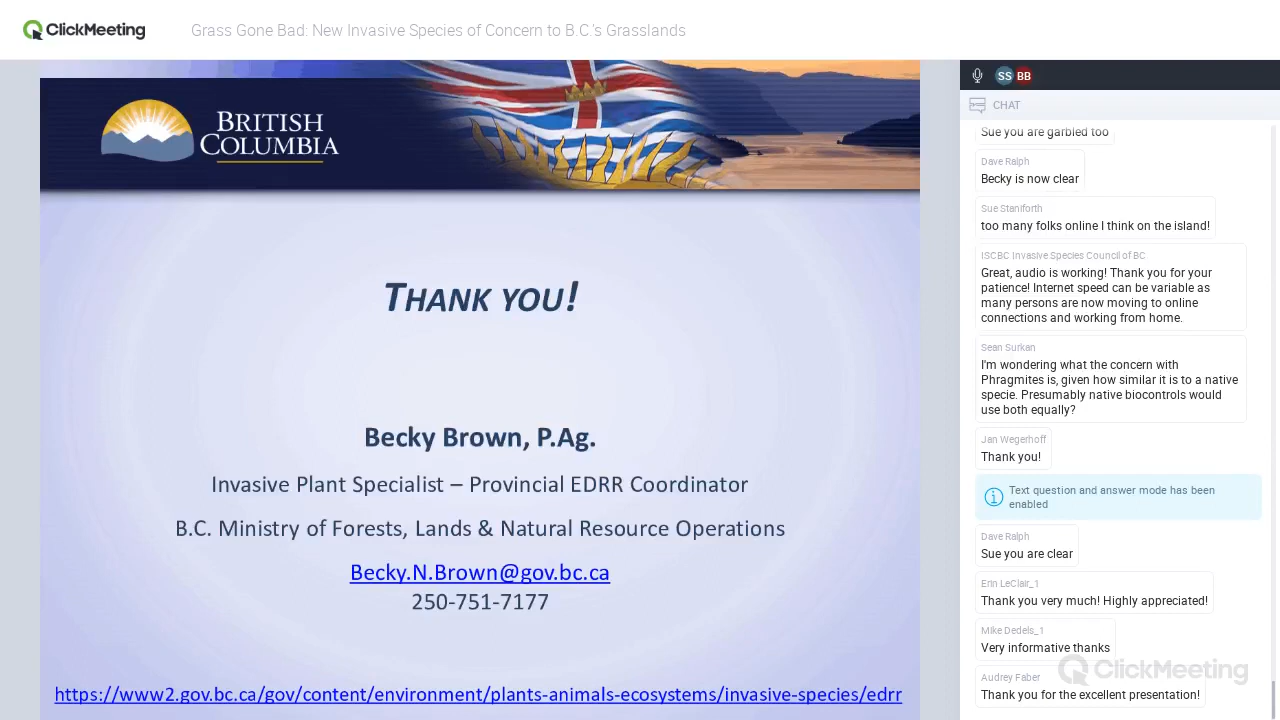 ClickMeeting
Grass Gone Bad: New Invasive Species of Concern to B.C.'s Grasslands
BRITISH
COLUMBIA
THANK YOU!
Becky Brown, P.Ag.
Invasive Plant Specialist – Provincial EDRR Coordinator
B.C. Ministry of Forests, Lands & Natural Resource Operations
Becky.N.Brown@gov.bc.ca
250-751-7177
https://www2.gov.bc.ca/gov/content/environment/plants-animals-ecosystems/invasive-species/edrr
SS BB
CHAT
Sue you are garbled too
Dave Ralph
Becky is now clear
Sue Staniforth
too many folks online I think on the island!
ISCBC Invasive Species Council of BC
Great, audio is working! Thank you for your
patience! Internet speed can be variable as
many persons are now moving to online
connections and working from home.
Sean Surkan
I'm wondering what the concern with
Phragmites is, given how similar it is to a native
specie. Presumably native biocontrols would
use both equally?
Jan Wegerhoff
Thank you!
Text question and answer mode has been
enabled
Dave Ralph
Sue you are clear
Erin LeClair_1
Thank you very much! Highly appreciated!
Mike Dedels_1
Very informative thanks
ClickMeeting
Audrey Faber
Thank you for the excellent presentation!